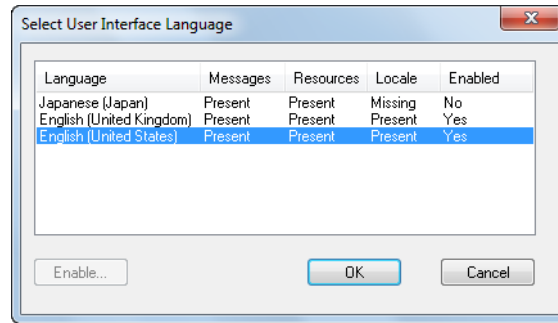 Select User Interface Language
Language Messages Resources Locale Enabled
Japanese (Japan) Present Present Missing No
English (United Kingdom) Present Present Present Yes
English (United States) Present Present Present Yes
Enable... OK Cancel